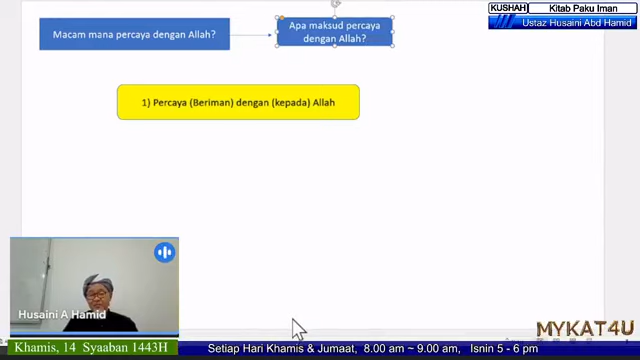 KUSHAH
Kitab Paku Iman
Ustaz Husaini Abd Hamid
Macam mana percaya dengan Allah?
Apa maksud percaya
dengan Allah?
1) Percaya (Beriman) dengan (kepada) Allah
Husaini A Hamid
MYKAT4U
Khamis, 14 Syaaban 1443H
Setiap Hari Khamis & Jumaat, 8.00 am ~ 9.00 am, Isnin 5 - 6 pm